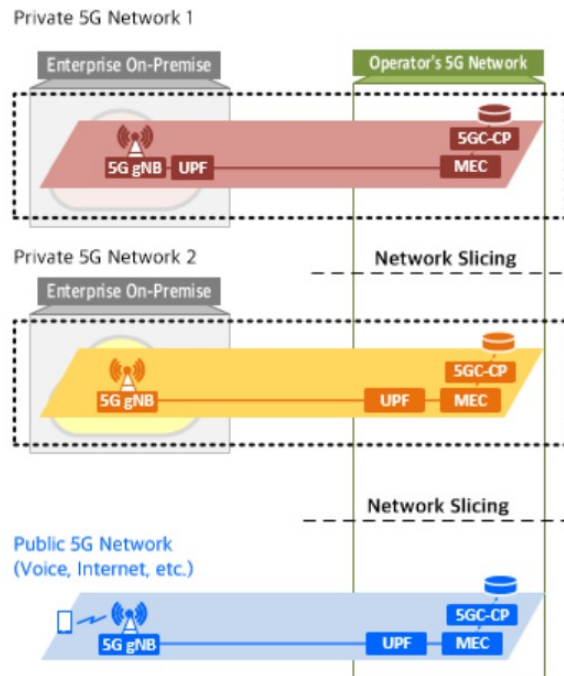 Private 5G Network 1
Enterprise On-Premise
Operator's 5G Network
5GC-CP
5G gNB
UPF
MEC
Private 5G Network 2
Network Slicing
Enterprise On-Premise
5GC-CP
5G gNB
UPF
MEC
Network Slicing
Public 5G Network
(Voice, Internet, etc.)
5GC-CP
5G gNB
UPF
MEC